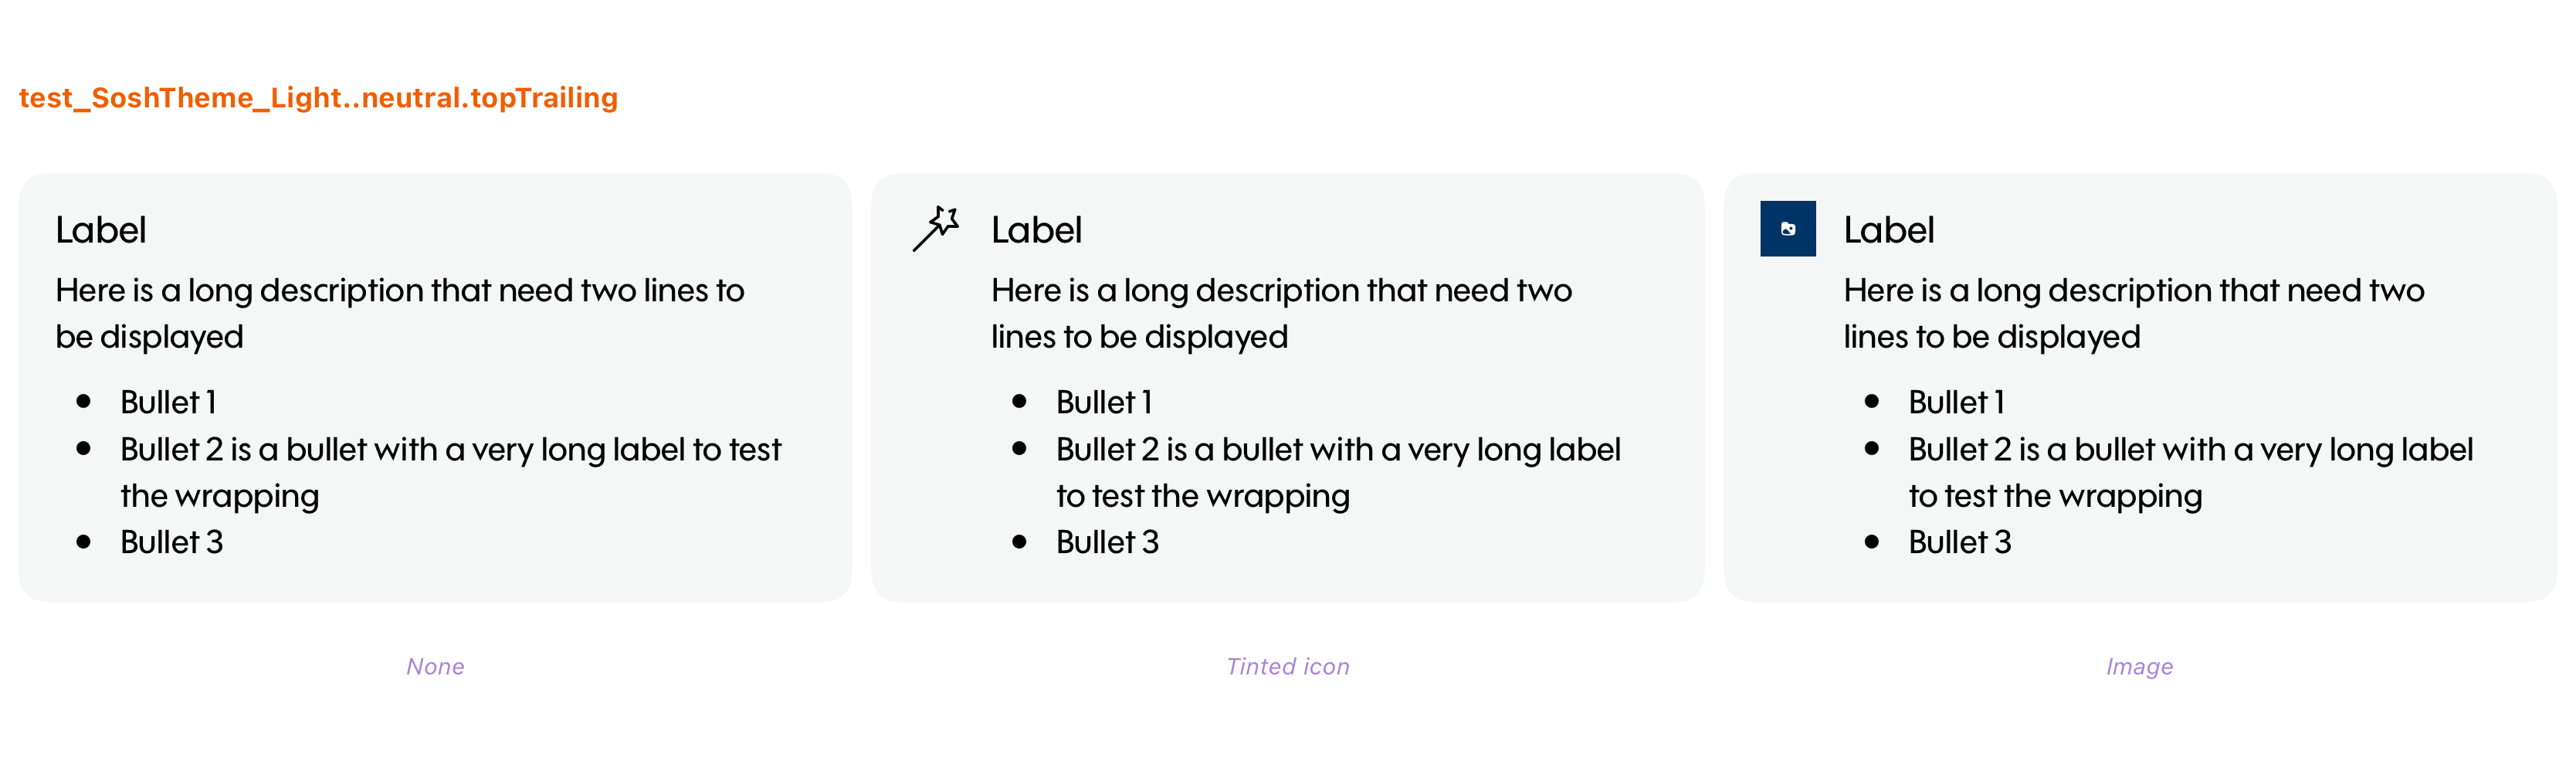 test_SoshTheme_Light..neutral.topTrailing
Label
Here is a long description that need two lines to
be displayed
• Bullet 1
• Bullet 2 is a bullet with a very long label to test
the wrapping
• Bullet 3
None
Label
Here is a long description that need two
lines to be displayed
• Bullet 1
• Bullet 2 is a bullet with a very long label
to test the wrapping
• Bullet 3
Tinted icon
Label
Here is a long description that need two
lines to be displayed
• Bullet 1
• Bullet 2 is a bullet with a very long label
to test the wrapping
• Bullet 3
Image